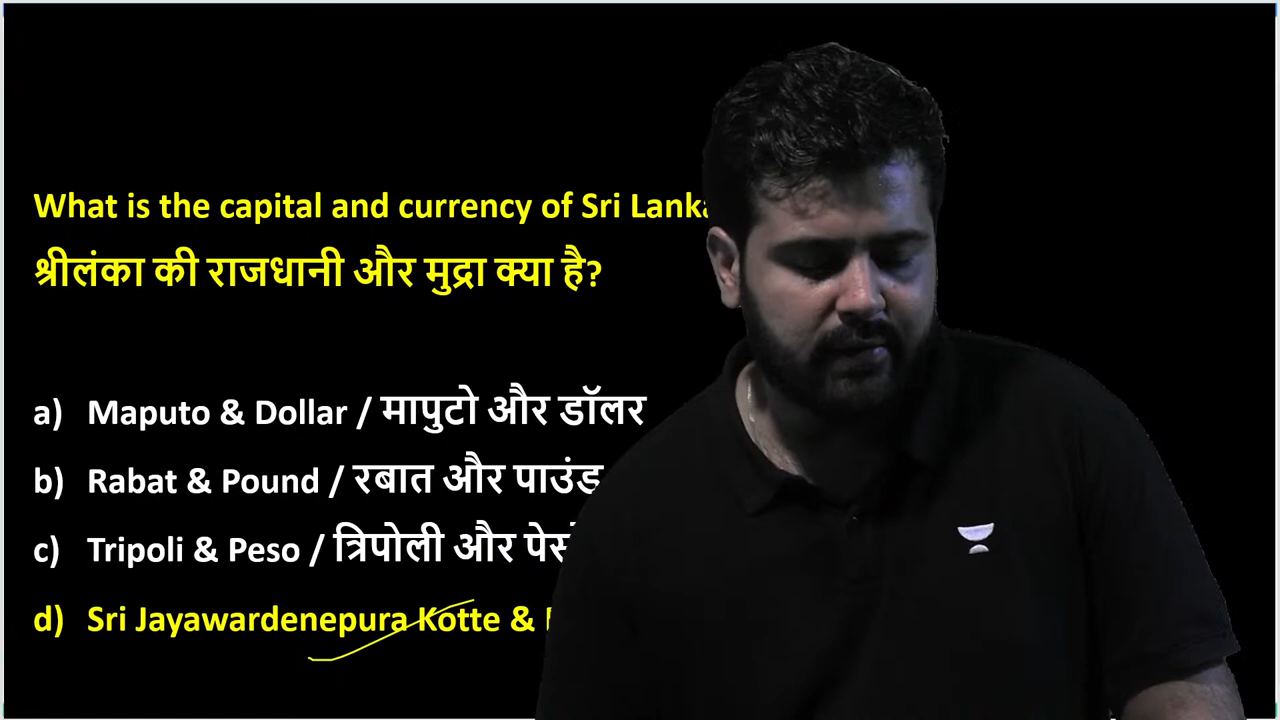 What is the capital and currency of Sri
श्रीलंका की राजधानी और मुद्रा क्या है?
a) Maputo & Dollar / मापुटो और डॉलर
b) Rabat & Pound / रबात और पाउंड
c) Tripoli & Peso / त्रिपोली और
d) Sri Jayawardenepura Kotte &